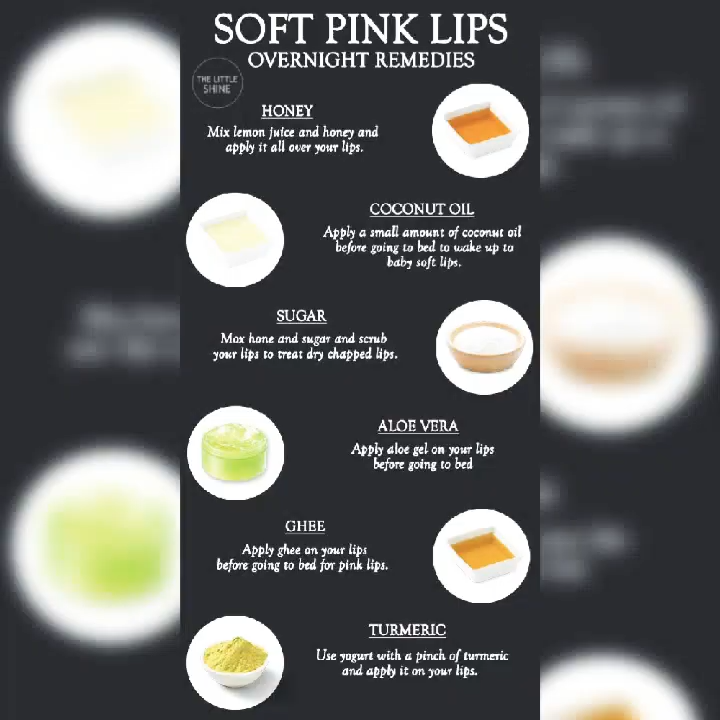 SOFT PINK LIPS
OVERNIGHT REMEDIES
THE LITTLE
SHINE
HONEY
Mix lemon juice and honey and
apply it all over your lips.
COCONUT OIL
Apply a small amount of coconut oil
before going to bed to wake up to
baby soft lips.
SUGAR
Mox hone and sugar and scrub
your lips to treat dry chapped lips.
ALOE VERA
Apply aloe gel on your lips
before going to bed
GHEE
Apply ghee on your lips
before going to bed for pink lips.
TURMERIC
Use yogurt with a pinch of turmeric
and apply it on your lips.